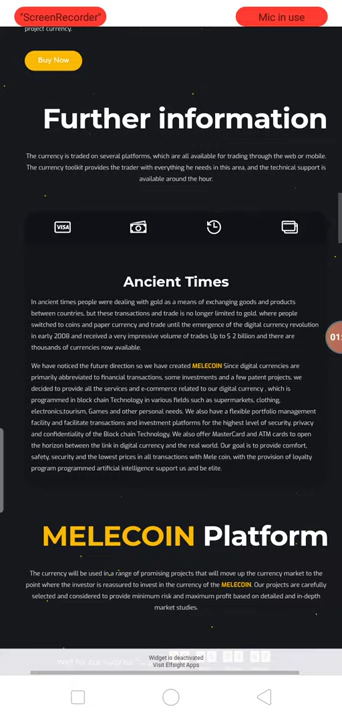 "ScreenRecorder" Mic in use
project currency.
Buy Now
Further information
The currency is traded on several platforms, which are all available for trading through the web or mobile.
The currency toolkit provides the trader with everything he needs in this area, and the technical support is
available around the hour.
VISA
Ancient Times
In ancient times people were dealing with gold as a means of exchanging goods and products
between countries, but these transactions and trade is no longer limited to gold, where people
switched to coins and paper currency and trade until the emergence of the digital currency revolution
in early 2008 and received a very impressive volume of trades Up to $ 2 billion and there are
thousands of currencies now available.
We have noticed the future direction so we have created MELECOIN Since digital currencies are
primarily abbreviated to financial transactions, some investments and a few patent projects, we
decided to provide all the services and e-commerce related to our digital currency , which is
programmed in block chain Technology in various fields such as supermarkets, clothing,
electronics,tourism, Games and other personal needs. We also have a flexible portfolio management
facility and facilitate transactions and investment platforms for the highest level of security, privacy
and confidentiality of the Block chain Technology. We also offer MasterCard and ATM cards to open
the horizon between the link in digital currency and the real world. Our goal is to provide comfort,
safety, security and the lowest prices in all transactions with Mele coin, with the provision of loyalty
program programmed artificial intelligence support us and be elite.
MELECOIN Platform
The currency will be used in a range of promising projects that will move up the currency market to the
point where the investor is reassured to invest in the currency of the MELECOIN. Our projects are carefully
selected and considered to provide minimum risk and maximum profit based on detailed and in-depth
market studies.
Widget is deactivated
Visit Elfsight Apps